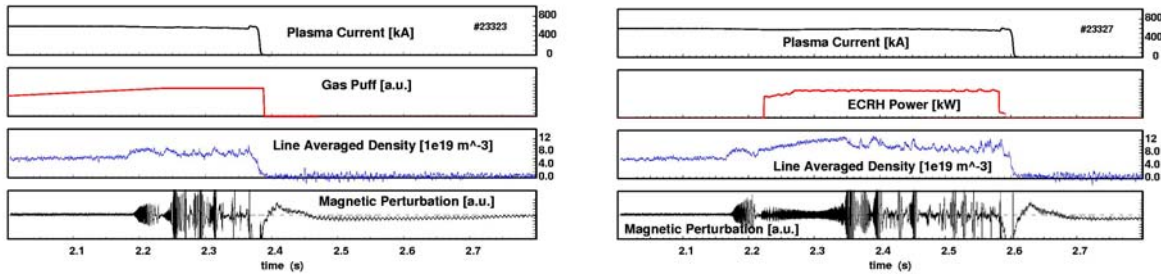 Plasma Current [kA]
#23323
800
400
0
Gas Puff [a.u.]
Line Averaged Density [1e19 m^-3]
12
8.0
4.0
0.0
Magnetic Perturbation [a.u.]
2.1 2.2 2.3 2.4 2.5 2.6 2.7
time (s)
Plasma Current [kA]
#23327
800
400
0
ECRH Power [kW]
Line Averaged Density [1e19 m^-3]
12
8.0
4.0
0.0
Magnetic Perturbation [a.u.]
2.1 2.2 2.3 2.4 2.5 2.6 2.7
time (s)